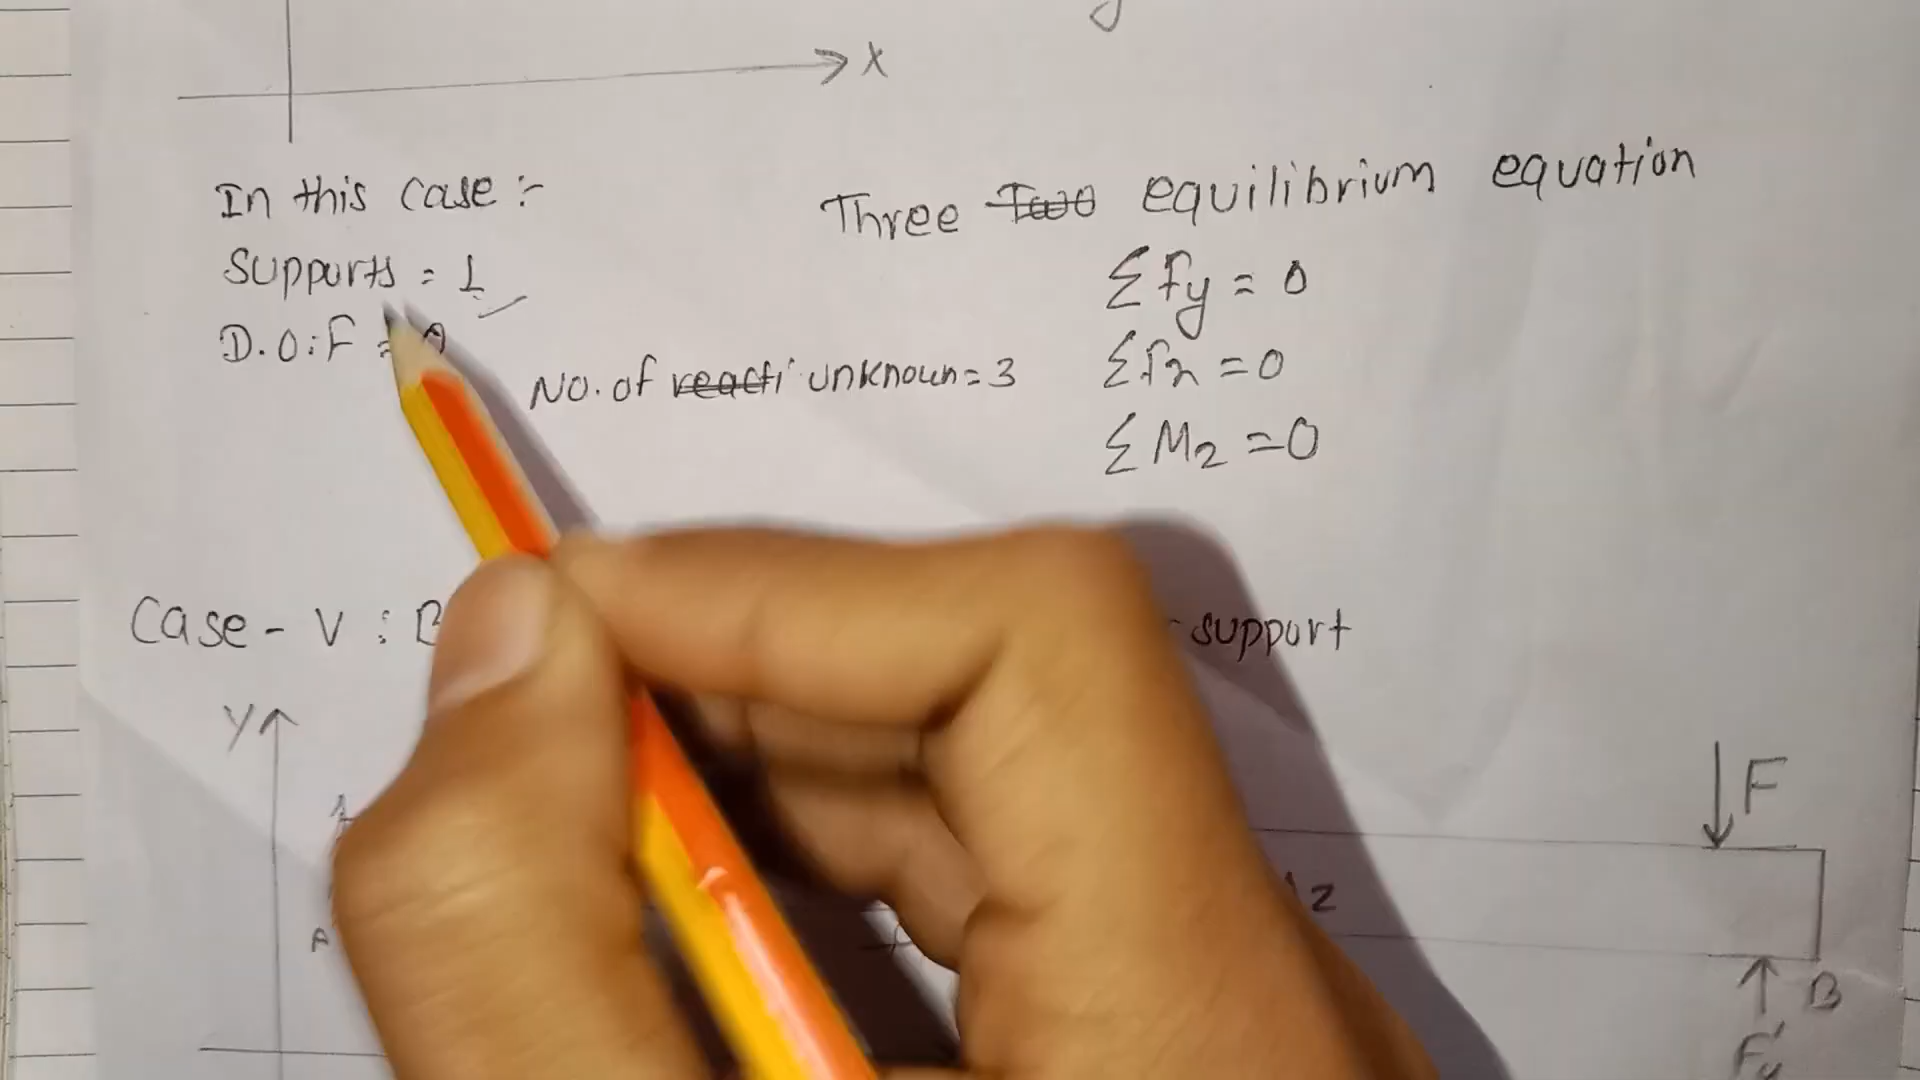 X
In this case :-
Supports = 1
D.O.F =
No. of reacti unknown = 3
Three Two equilibrium equation
ΣFy = 0
ΣFx = 0
ΣMz = 0
Case - V : support
Y
F
z
A
B